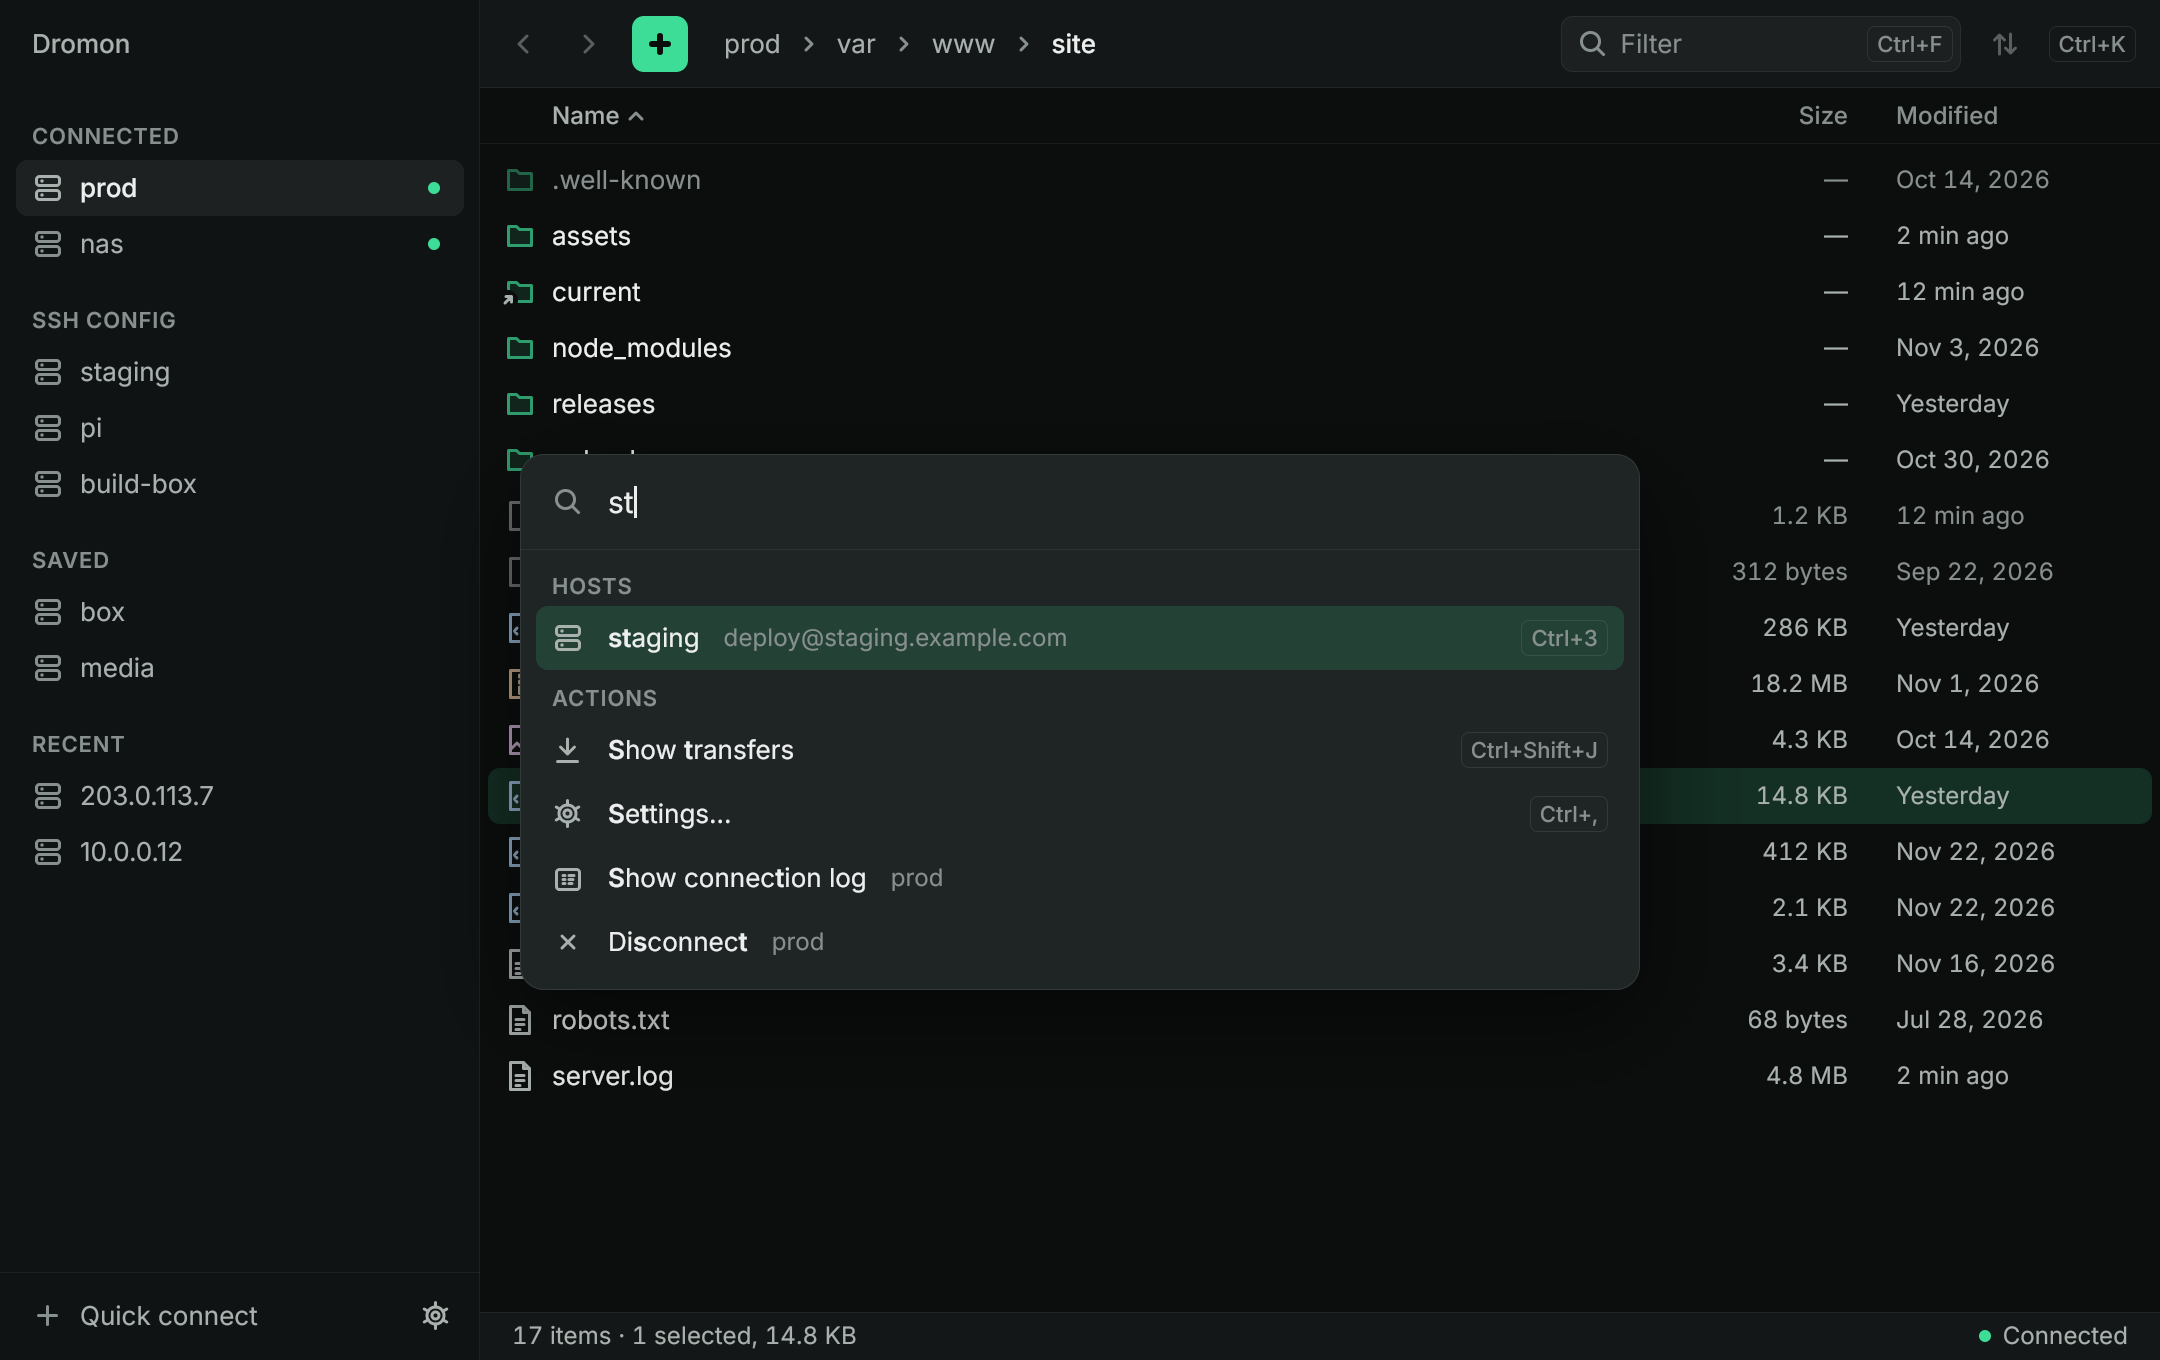 Dromon
CONNECTED
prod
nas
SSH CONFIG
staging
pi
build-box
SAVED
box
media
RECENT
203.0.113.7
10.0.0.12
Quick connect
prod var www site
Filter Ctrl+F Ctrl+K
Name Size Modified
.well-known — Oct 14, 2026
assets — 2 min ago
current — 12 min ago
node_modules — Nov 3, 2026
releases — Yesterday
— Oct 30, 2026
1.2 KB 12 min ago
312 bytes Sep 22, 2026
286 KB Yesterday
18.2 MB Nov 1, 2026
4.3 KB Oct 14, 2026
14.8 KB Yesterday
412 KB Nov 22, 2026
2.1 KB Nov 22, 2026
3.4 KB Nov 16, 2026
robots.txt 68 bytes Jul 28, 2026
server.log 4.8 MB 2 min ago
st
HOSTS
staging deploy@staging.example.com Ctrl+3
ACTIONS
Show transfers Ctrl+Shift+J
Settings... Ctrl+,
Show connection log prod
Disconnect prod
17 items · 1 selected, 14.8 KB
Connected